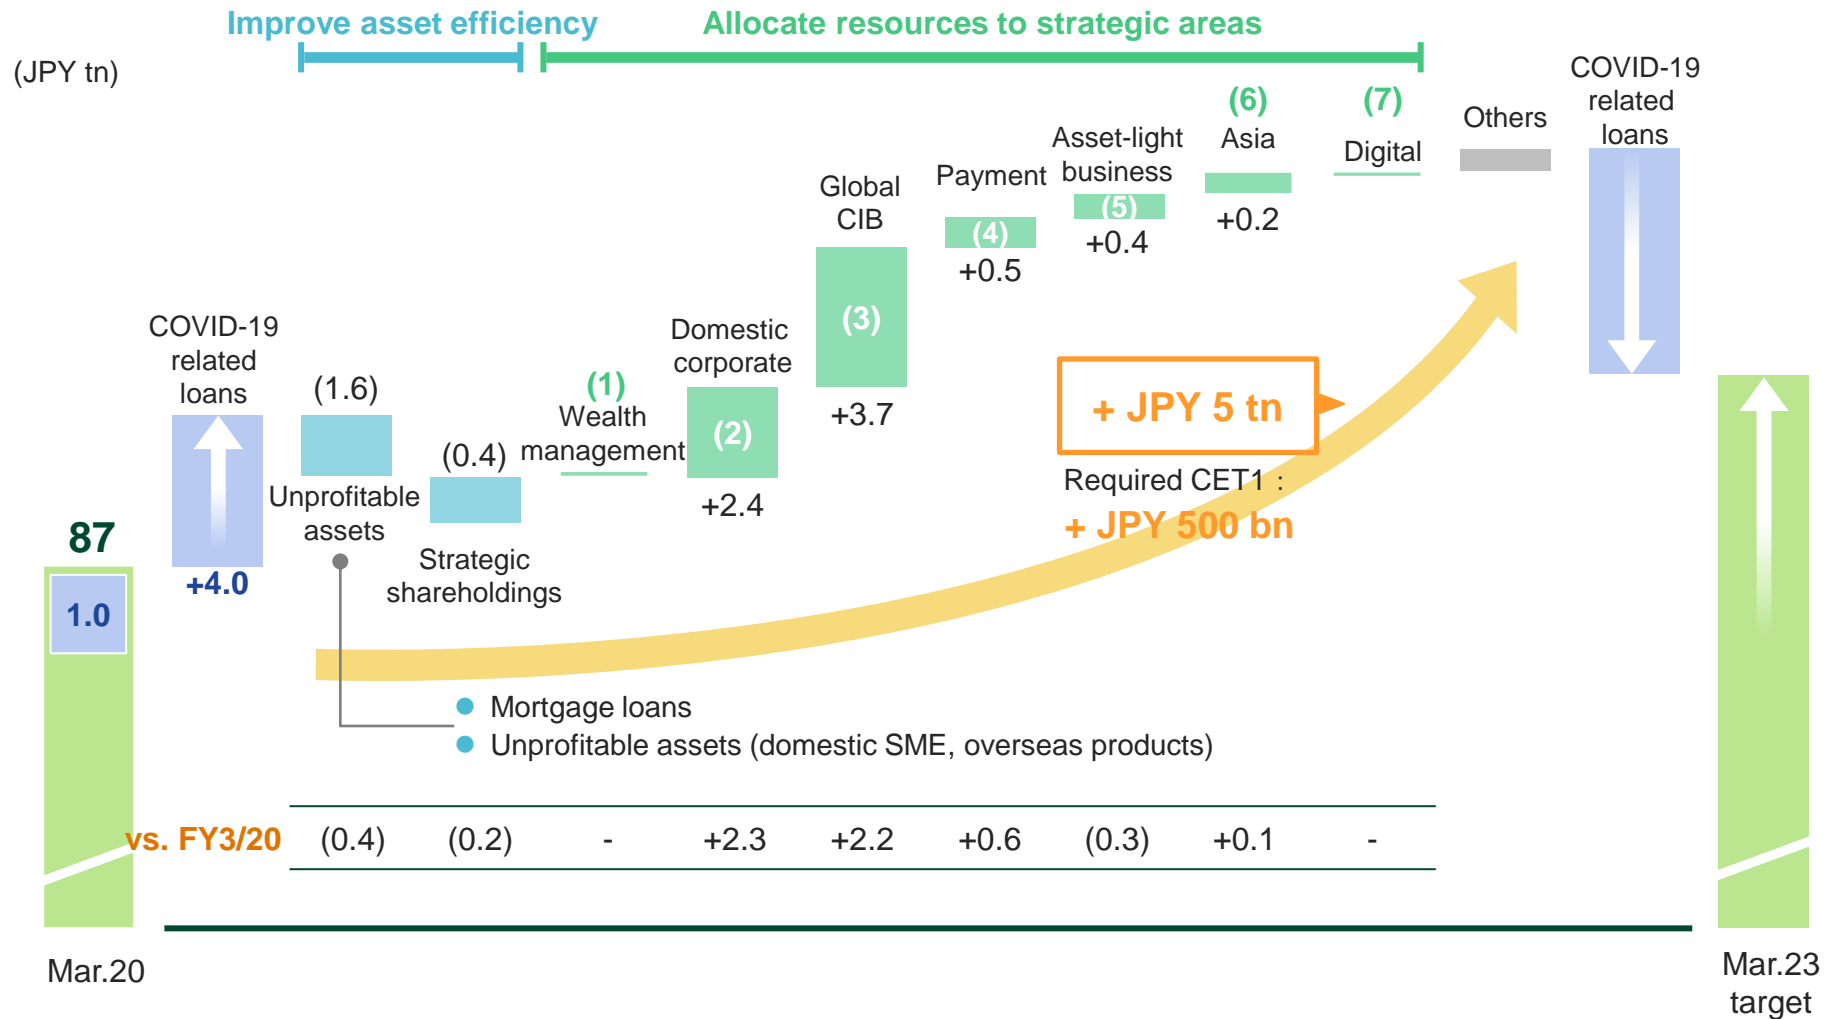 Improve asset efficiency
Allocate resources to strategic areas
(JPY tn)
87
1.0
Mar.20
COVID-19
related
loans
+4.0
(1.6)
Unprofitable
assets
(0.4)
Strategic
shareholdings
(1)
Wealth
management
Domestic
corporate
(2)
+2.4
Global
CIB
(3)
+3.7
Payment
(4)
+0.5
Asset-light
business
(5)
+0.4
(6)
Asia
+0.2
(7)
Digital
Others
COVID-19
related
loans
+ JPY 5 tn
Required CET1 :
+ JPY 500 bn
Mortgage loans
Unprofitable assets (domestic SME, overseas products)
vs. FY3/20 (0.4) (0.2) - +2.3 +2.2 +0.6 (0.3) +0.1 -
Mar.23
target